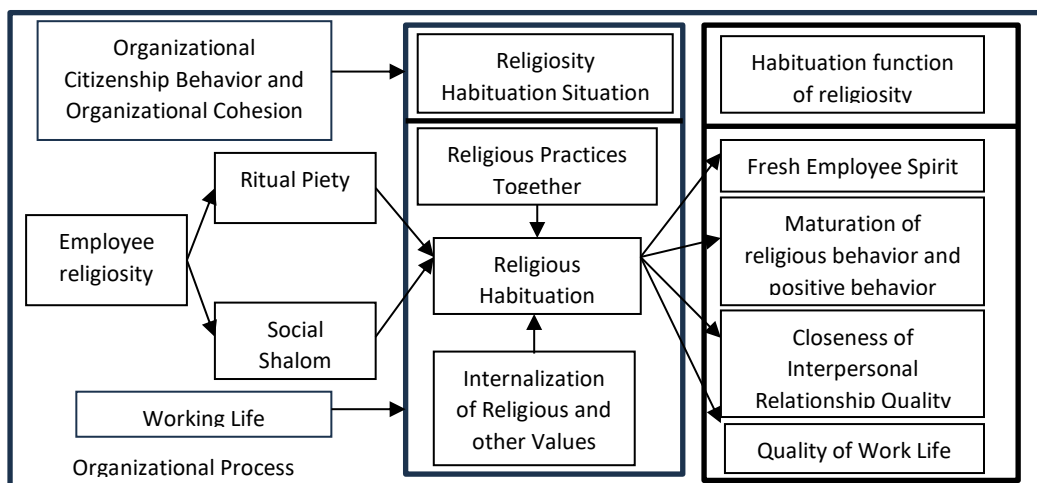 Organizational
Citizenship Behavior and
Organizational Cohesion
Religiosity
Habituation Situation
Habituation function
of religiosity
Employee
religiosity
Ritual Piety
Social
Shalom
Working Life
Organizational Process
Religious Practices
Together
Religious
Habituation
Internalization
of Religious and
other Values
Fresh Employee Spirit
Maturation of
religious behavior and
positive behavior
Closeness of
Interpersonal
Relationship Quality
Quality of Work Life